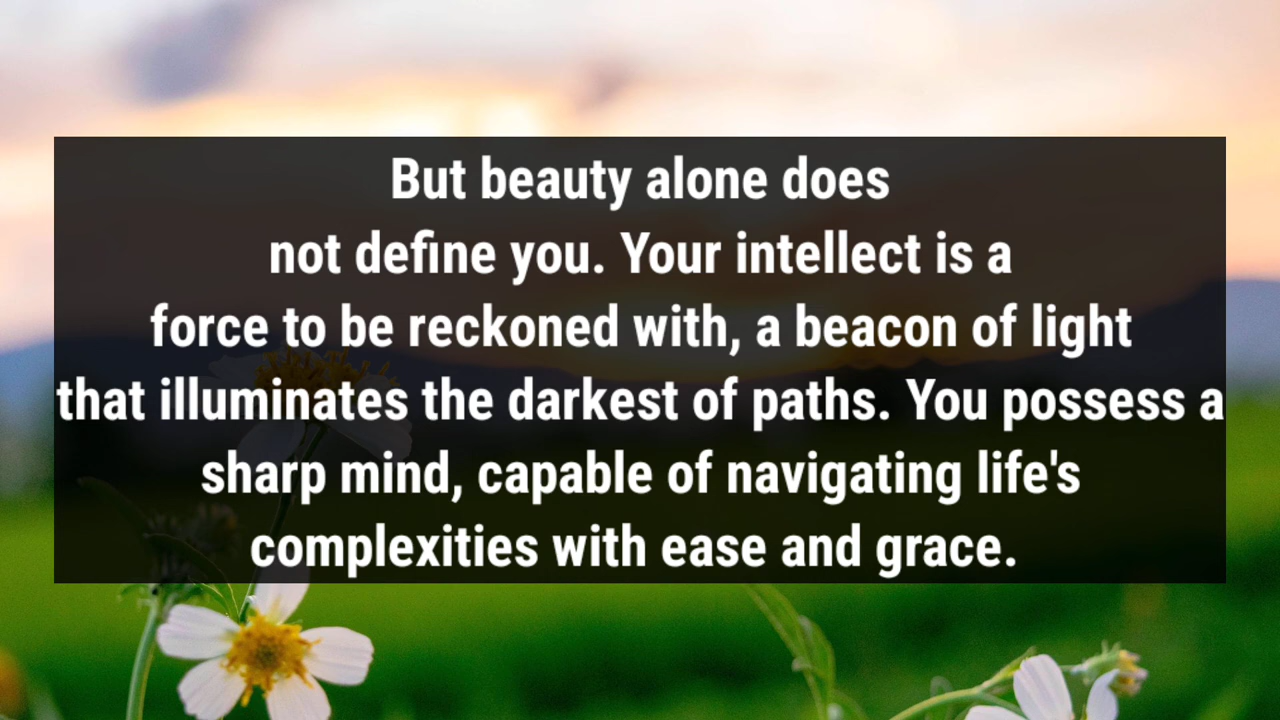 But beauty alone does
not define you. Your intellect is a
force to be reckoned with, a beacon of light
that illuminates the darkest of paths. You possess a
sharp mind, capable of navigating life's
complexities with ease and grace.